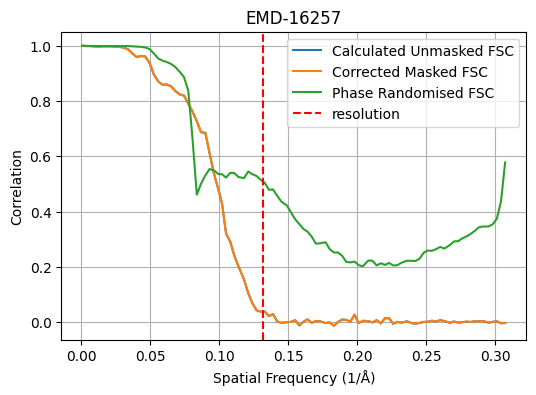 EMD-16257
Calculated Unmasked FSC
Corrected Masked FSC
Phase Randomised FSC
resolution
Correlation
1.0
0.8
0.6
0.4
0.2
0.0
0.00 0.05 0.10 0.15 0.20 0.25 0.30
Spatial Frequency (1/Å)